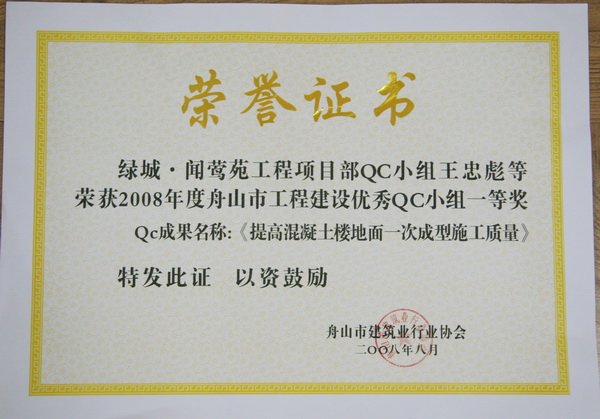 荣誉证书
绿城·闻莺苑工程项目部QC小组王忠彪等
荣获2008年度舟山市工程建设优秀QC小组一等奖
Qc成果名称:《提高混凝土楼地面一次成型施工质量》
特发此证 以资鼓励
舟山市建筑业行业协会
二〇〇八年八月